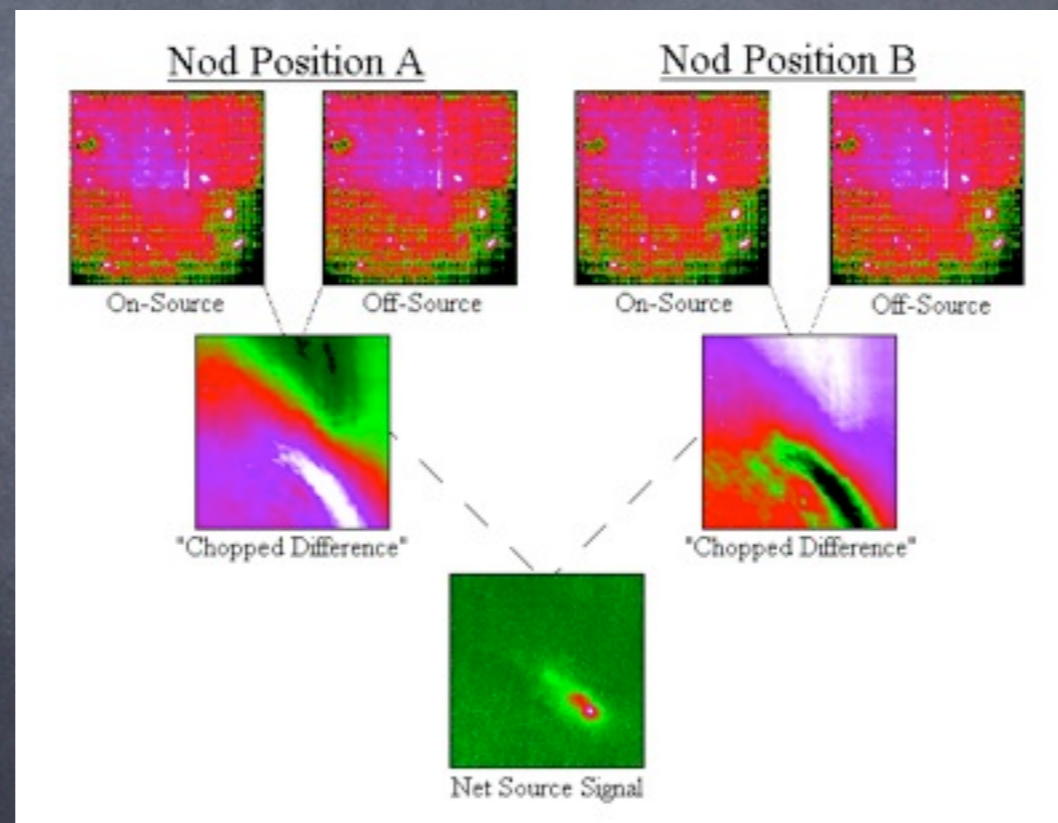 Nod Position A
Nod Position B
On-Source
Off-Source
On-Source
Off-Source
"Chopped Difference"
"Chopped Difference"
Net Source Signal